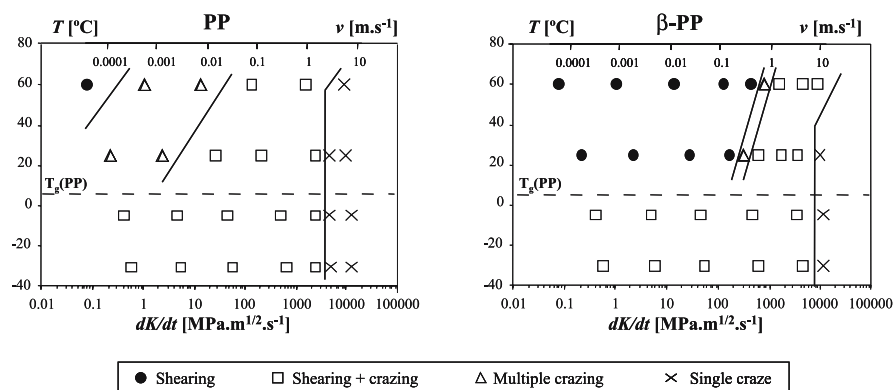 T [ºC] PP v [m.s⁻¹]
80
0.0001 0.001 0.01 0.1 1 10
60
40
20
Tg(PP)
0
-20
-40
0.01 0.1 1 10 100 1000 10000 100000
dK/dt [MPa.m¹/².s⁻¹]
T [ºC] β-PP v [m.s⁻¹]
80
0.0001 0.001 0.01 0.1 1 10
60
40
20
Tg(PP)
0
-20
-40
0.01 0.1 1 10 100 1000 10000 100000
dK/dt [MPa.m¹/².s⁻¹]
Shearing Shearing + crazing Multiple crazing Single craze